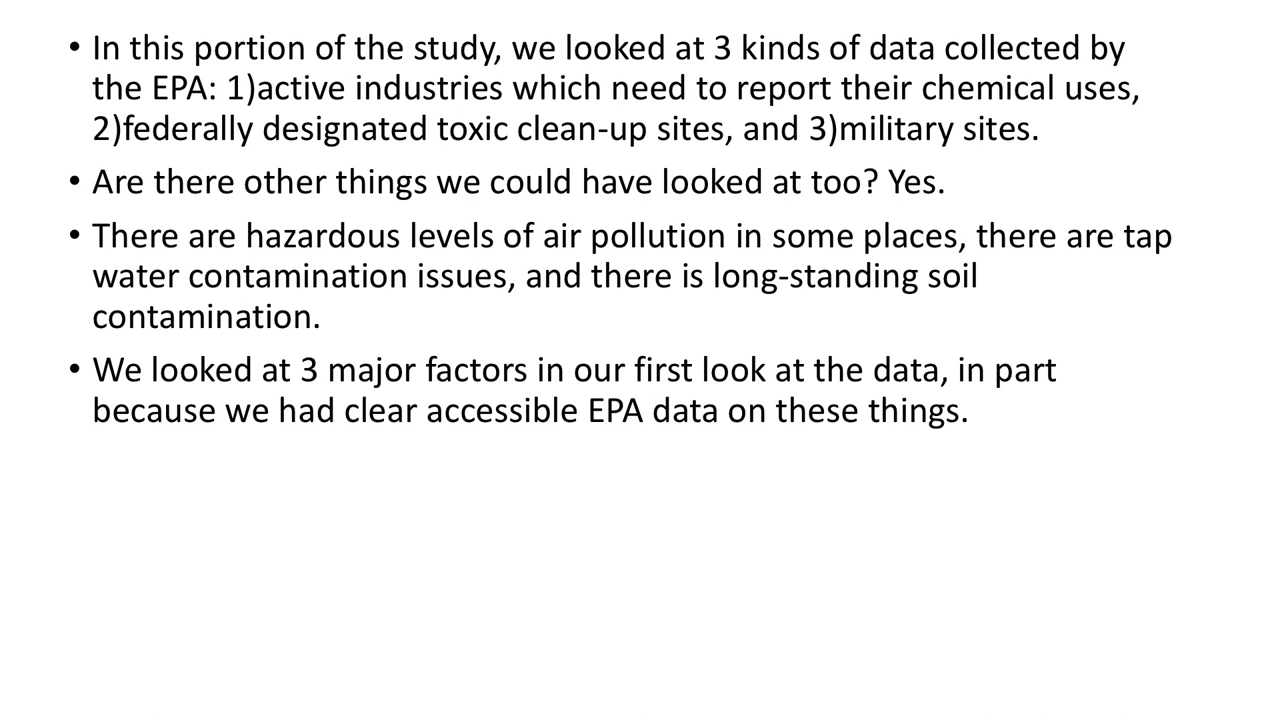 • In this portion of the study, we looked at 3 kinds of data collected by
the EPA: 1)active industries which need to report their chemical uses,
2)federally designated toxic clean-up sites, and 3)military sites.
• Are there other things we could have looked at too? Yes.
• There are hazardous levels of air pollution in some places, there are tap
water contamination issues, and there is long-standing soil
contamination.
• We looked at 3 major factors in our first look at the data, in part
because we had clear accessible EPA data on these things.